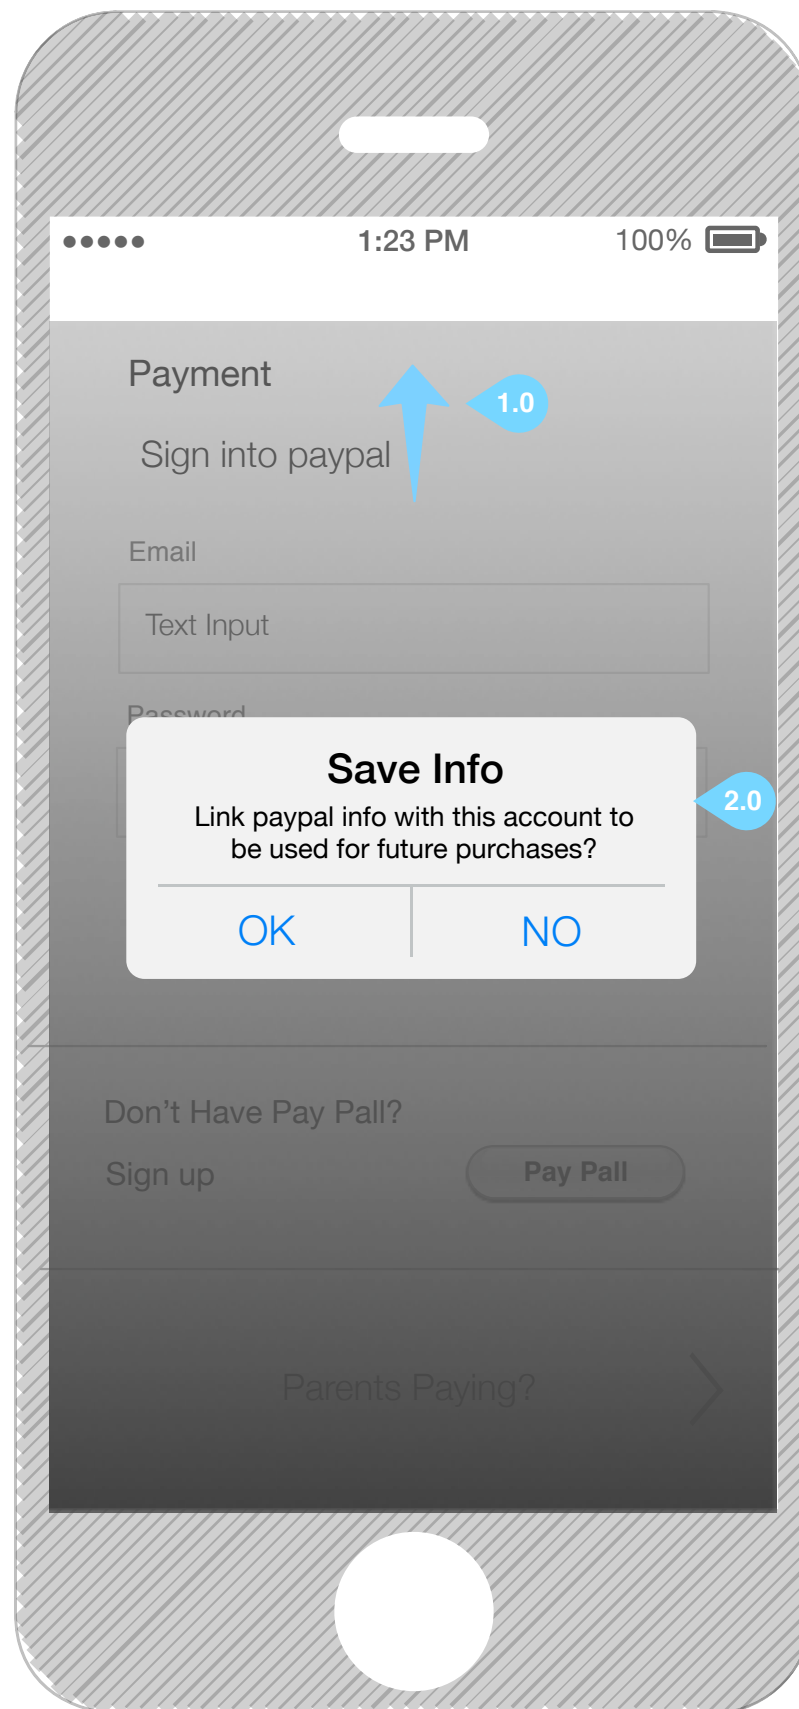 1:23 PM 100%
Payment
1.0
Sign into paypal
Email
Text Input
Password
Save Info
Link paypal info with this account to
be used for future purchases?
2.0
OK NO
Don’t Have Pay Pall?
Sign up Pay Pall
Parents Paying?